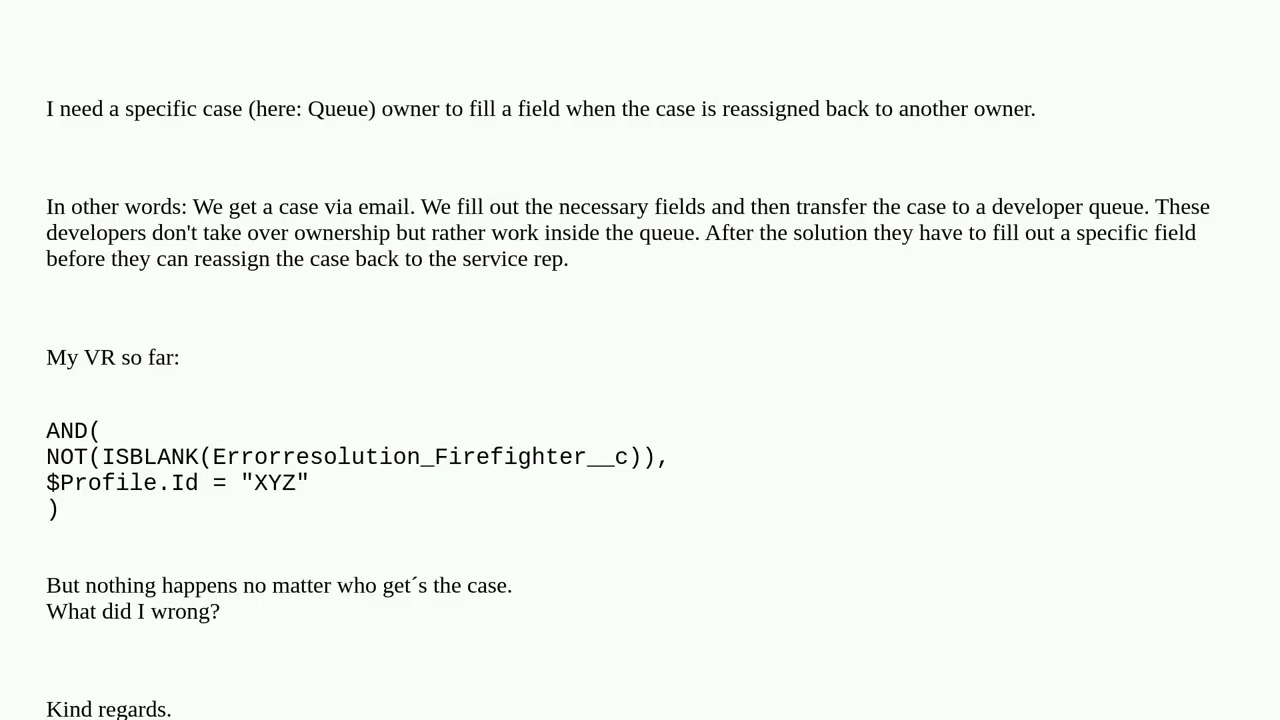 I need a specific case (here: Queue) owner to fill a field when the case is reassigned back to another owner.
In other words: We get a case via email. We fill out the necessary fields and then transfer the case to a developer queue. These
developers don't take over ownership but rather work inside the queue. After the solution they have to fill out a specific field
before they can reassign the case back to the service rep.
My VR so far:
AND(
NOT(ISBLANK(Errorresolution_Firefighter__c)),
$Profile.Id = "XYZ"
)
But nothing happens no matter who get´s the case.
What did I wrong?
Kind regards.